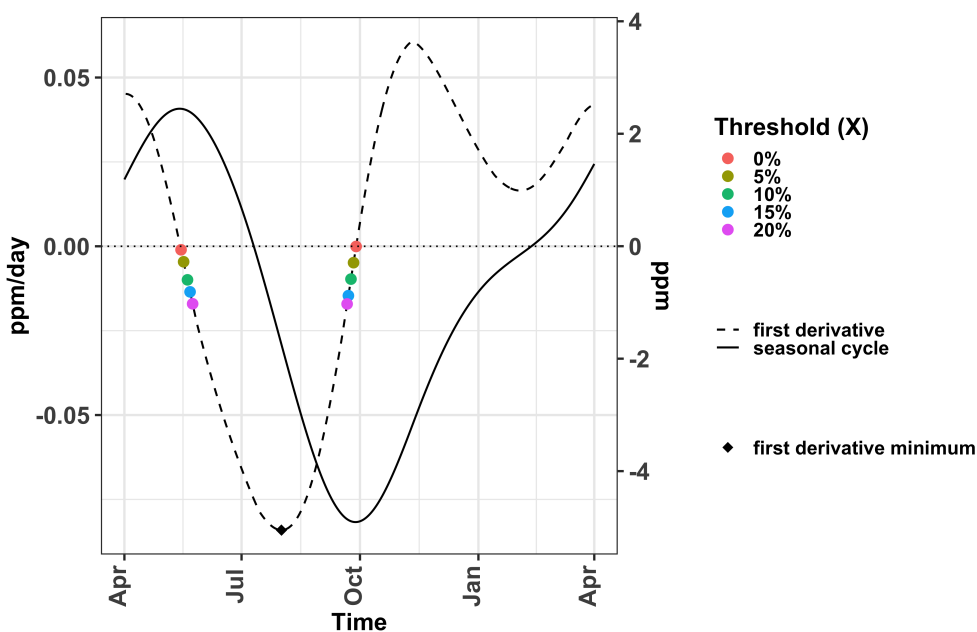 4
0.05
2
0.00
0
-2
-0.05
-4
ppm/day
ppm
Apr
Jul
Oct
Jan
Apr
Time
Threshold (X)
0%
5%
10%
15%
20%
first derivative
seasonal cycle
first derivative minimum